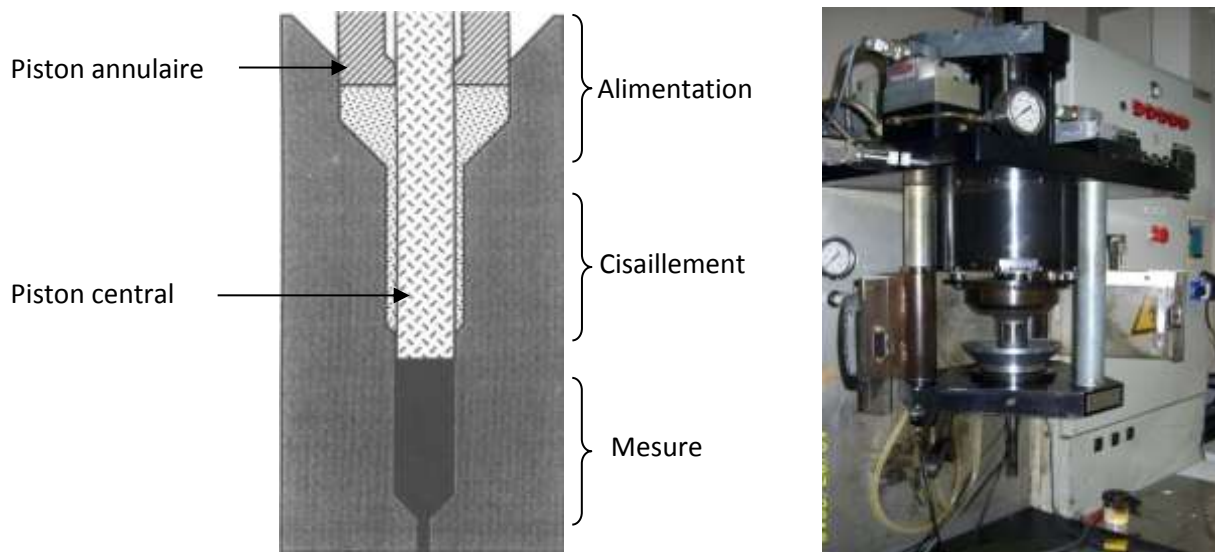 Piston annulaire
Alimentation
Cisaillement
Piston central
Mesure